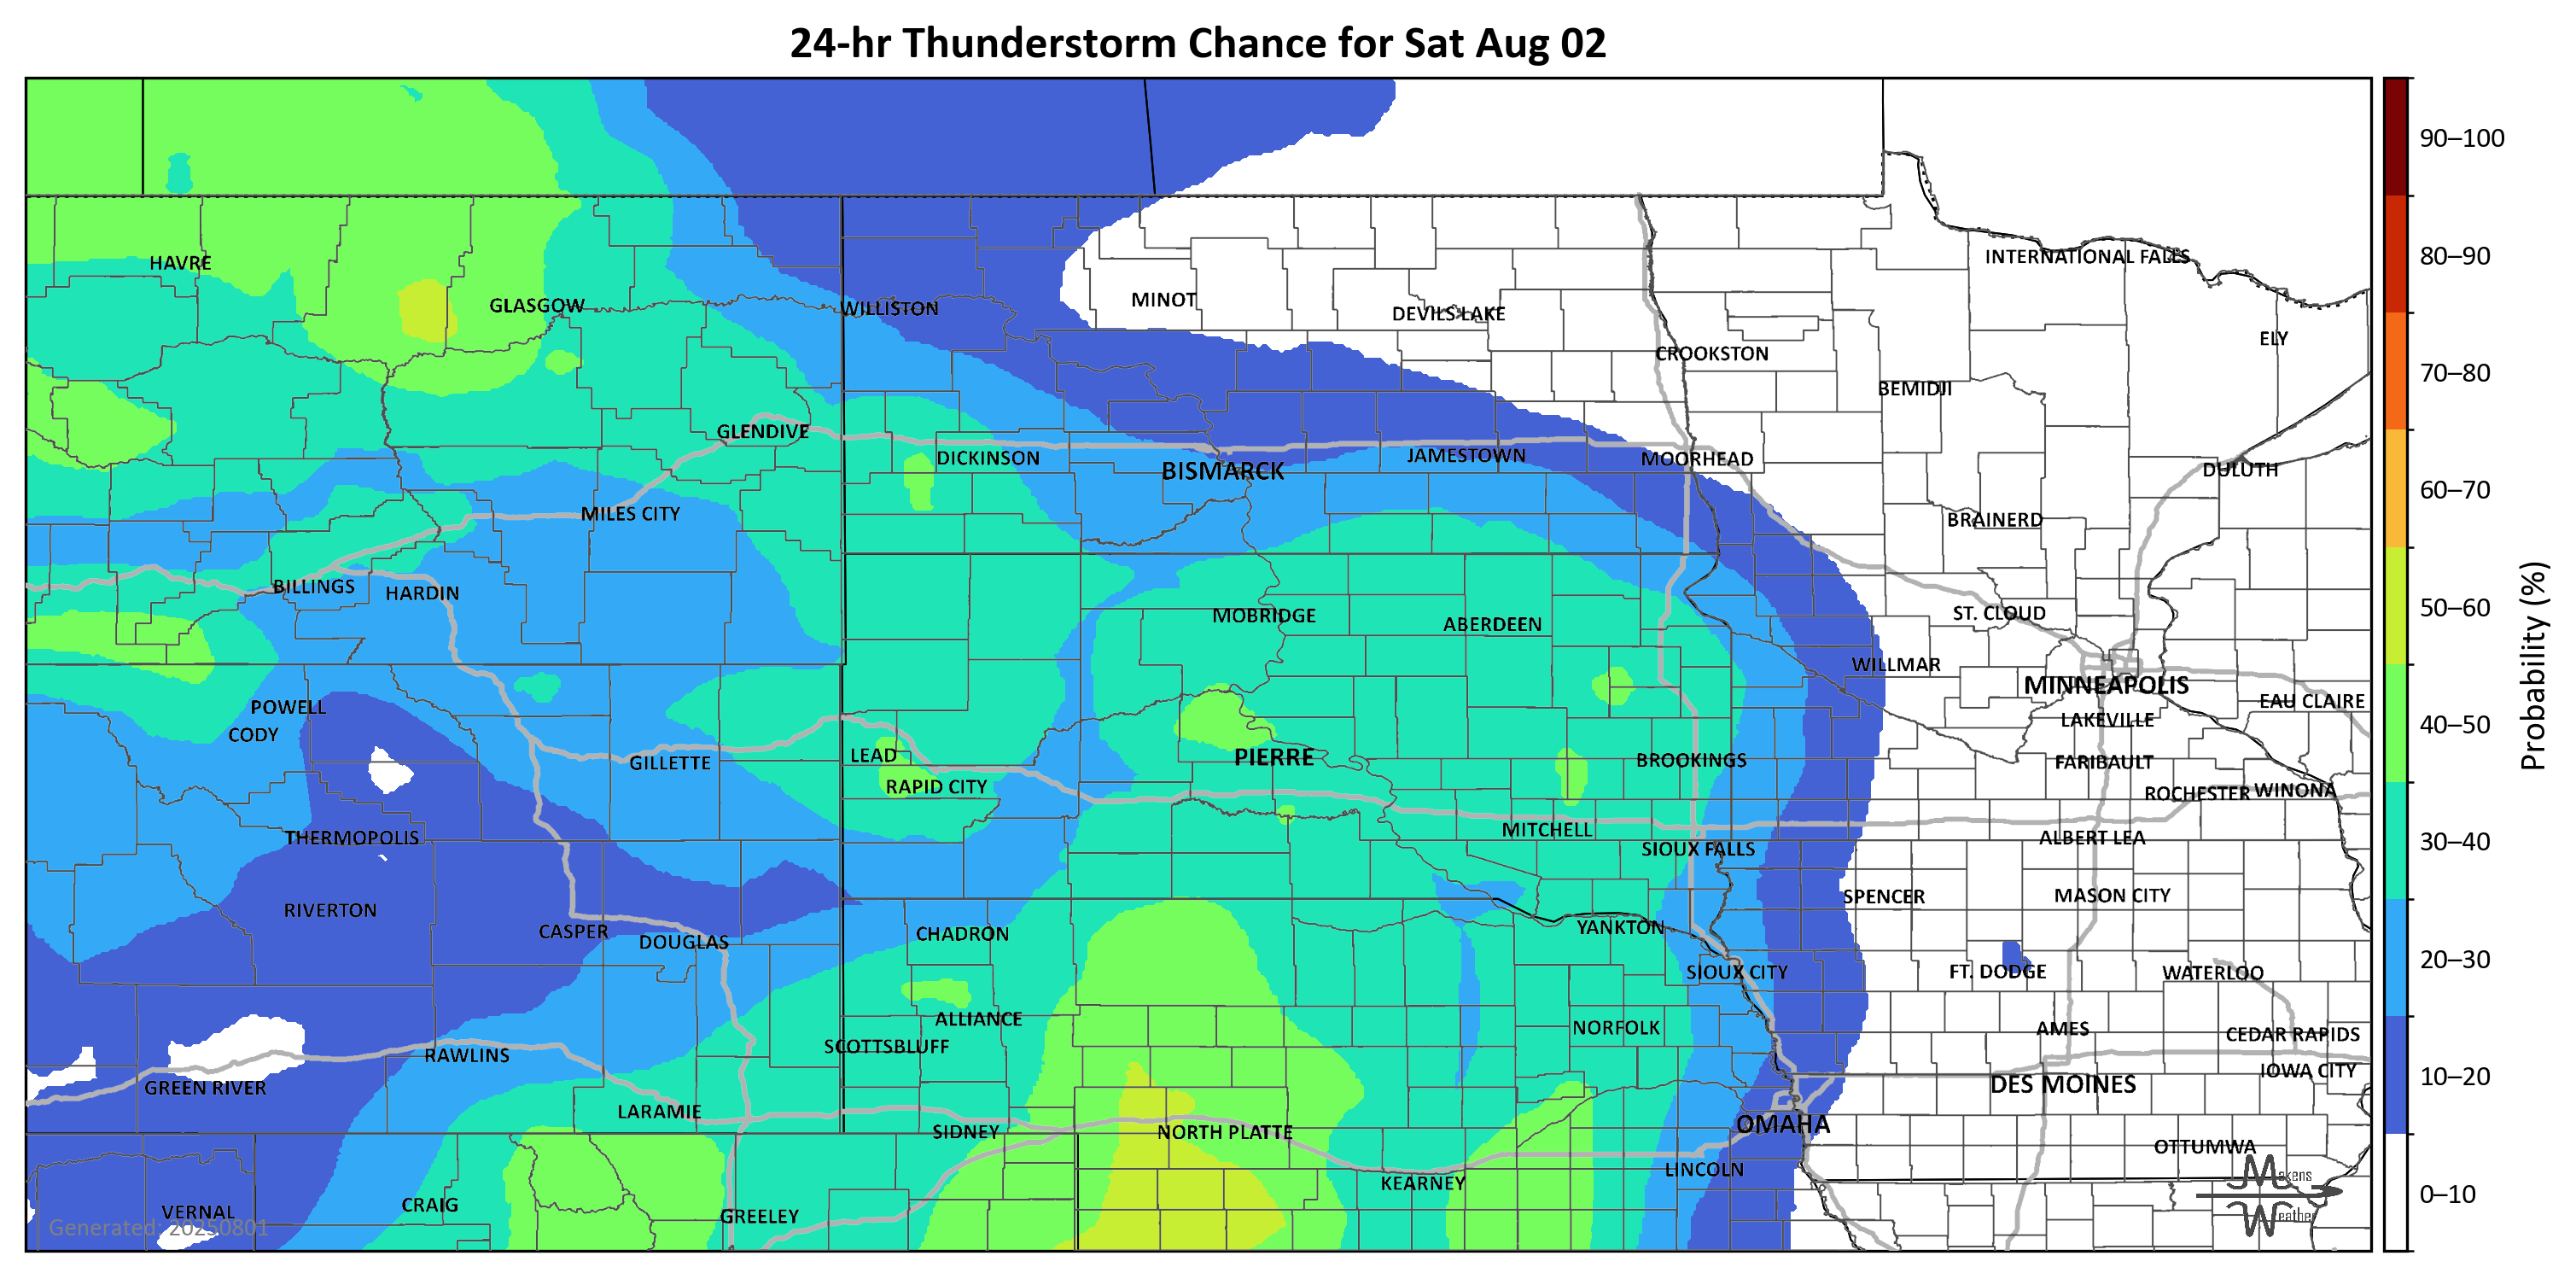 24-hr Thunderstorm Chance for Sat Aug 02
90–100
INTERNATIONAL FALLS
80–90
HAVRE
MINOT
GLASGOW
WILLISTON
DEVILS LAKE
ELY
CROOKSTON
70–80
BEMIDJI
GLENDIVE
DICKINSON
BISMARCK
JAMESTOWN
MOORHEAD
DULUTH
60–70
MILES CITY
BRAINERD
BILLINGS
HARDIN
MOBRIDGE
ABERDEEN
ST. CLOUD
50–60
WILLMAR
MINNEAPOLIS
Probability (%)
POWELL
EAU CLAIRE
LAKEVILLE
40–50
CODY
GILLETTE
LEAD
PIERRE
BROOKINGS
FARIBAULT
RAPID CITY
ROCHESTER
WINONA
THERMOPOLIS
MITCHELL
ALBERT LEA
30–40
SIOUX FALLS
RIVERTON
SPENCER
MASON CITY
CASPER
DOUGLAS
CHADRON
YANKTON
20–30
SIOUX CITY
FT. DODGE
WATERLOO
ALLIANCE
NORFOLK
AMES
CEDAR RAPIDS
SCOTTSBLUFF
RAWLINS
IOWA CITY
10–20
GREEN RIVER
DES MOINES
LARAMIE
OMAHA
SIDNEY
NORTH PLATTE
OTTUMWA
LINCOLN
Makens
KEARNEY
0–10
CRAIG
VERNAL
GREELEY
Weather
Generated: 20250801